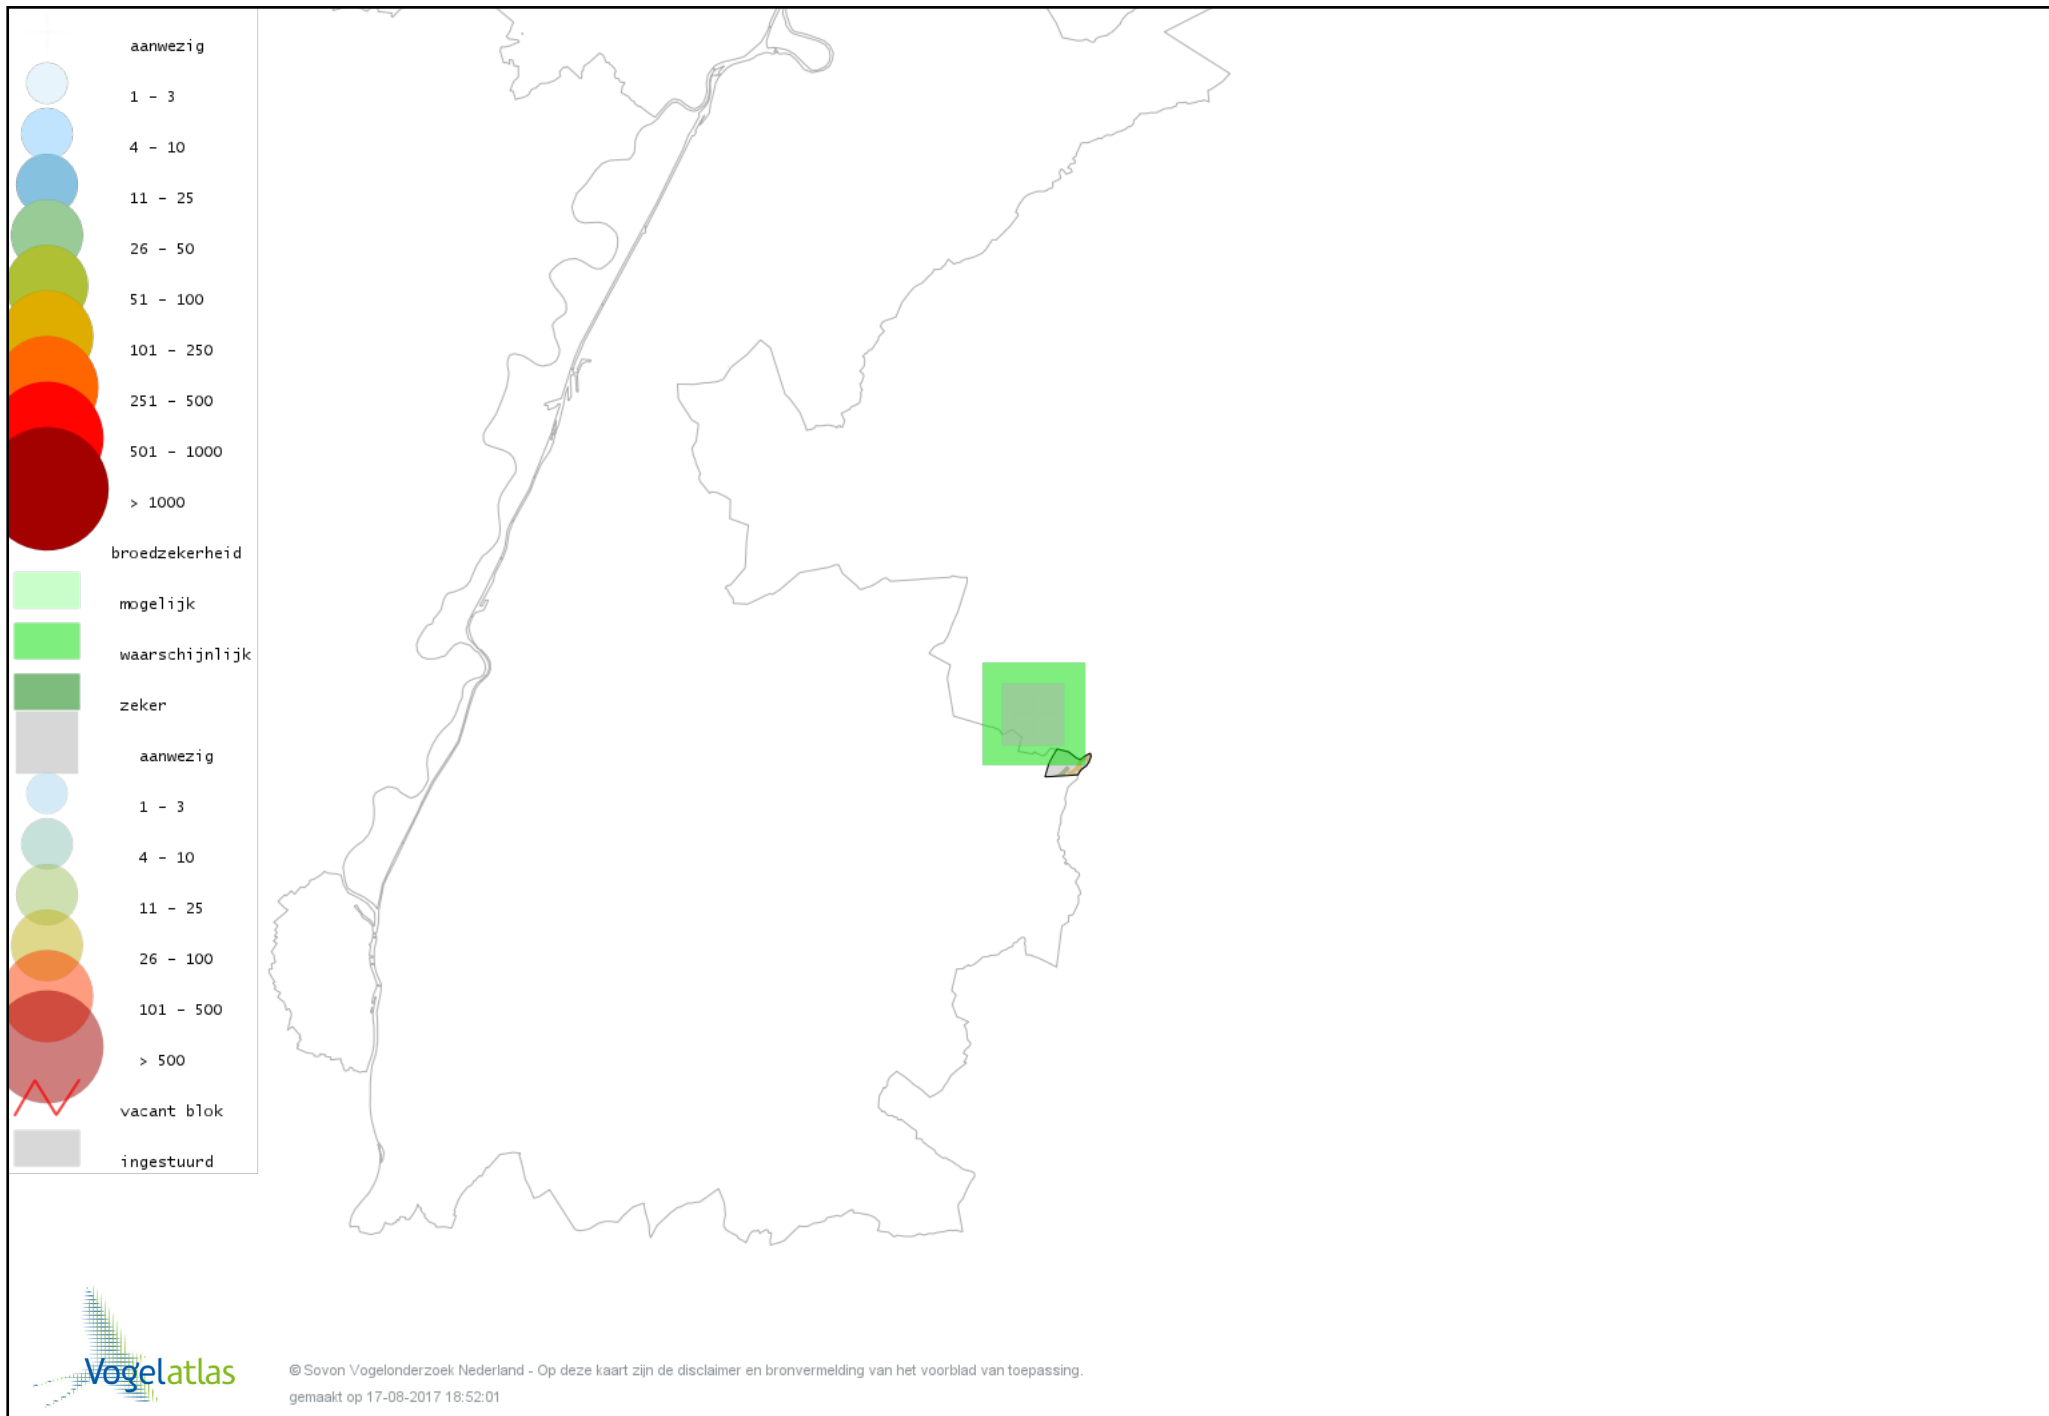 aanwezig
1 - 3
4 - 10
11 - 25
26 - 50
51 - 100
101 - 250
251 - 500
501 - 1000
> 1000
broedzekerheid
mogelijk
waarschijnlijk
zeker
aanwezig
1 - 3
4 - 10
11 - 25
26 - 100
101 - 500
> 500
vacant blok
ingestuurd
Vogelatlas
© Sovon Vogelonderzoek Nederland - Op deze kaart zijn de disclaimer en bronvermelding van het voorblad van toepassing.
gemaakt op 17-08-2017 18:52:01